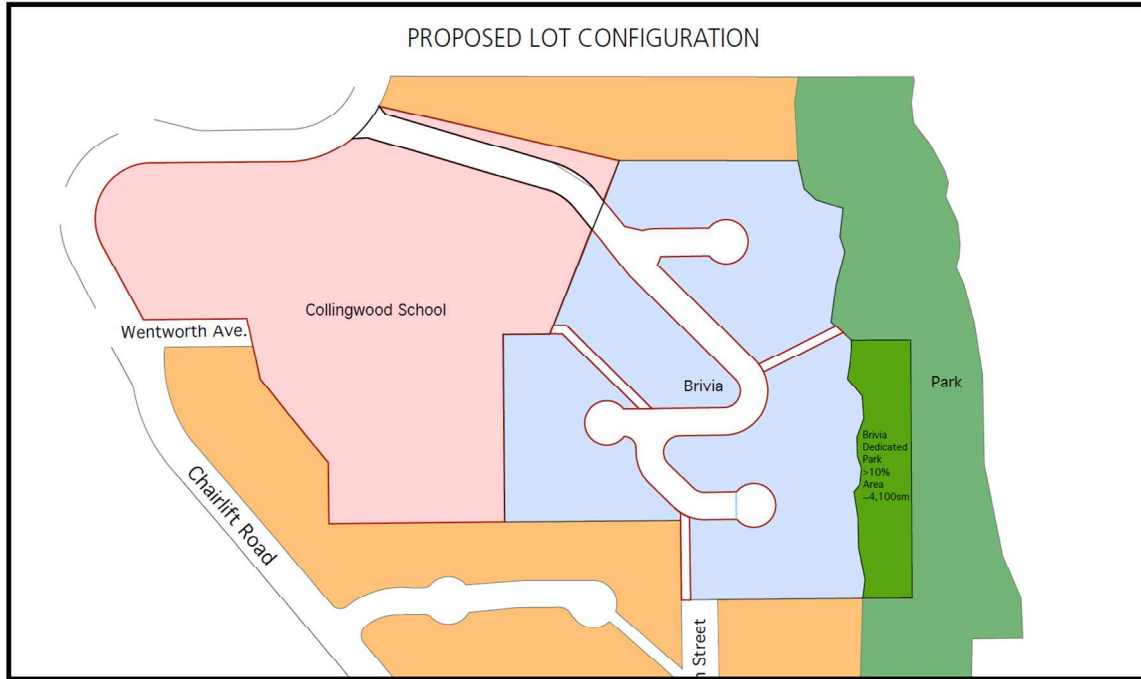 PROPOSED LOT CONFIGURATION
Collingwood School
Wentworth Ave.
Brivia
Park
Brivia
Dedicated
Park
>10%
Area
~4,100sm
Chairlift Road
Street